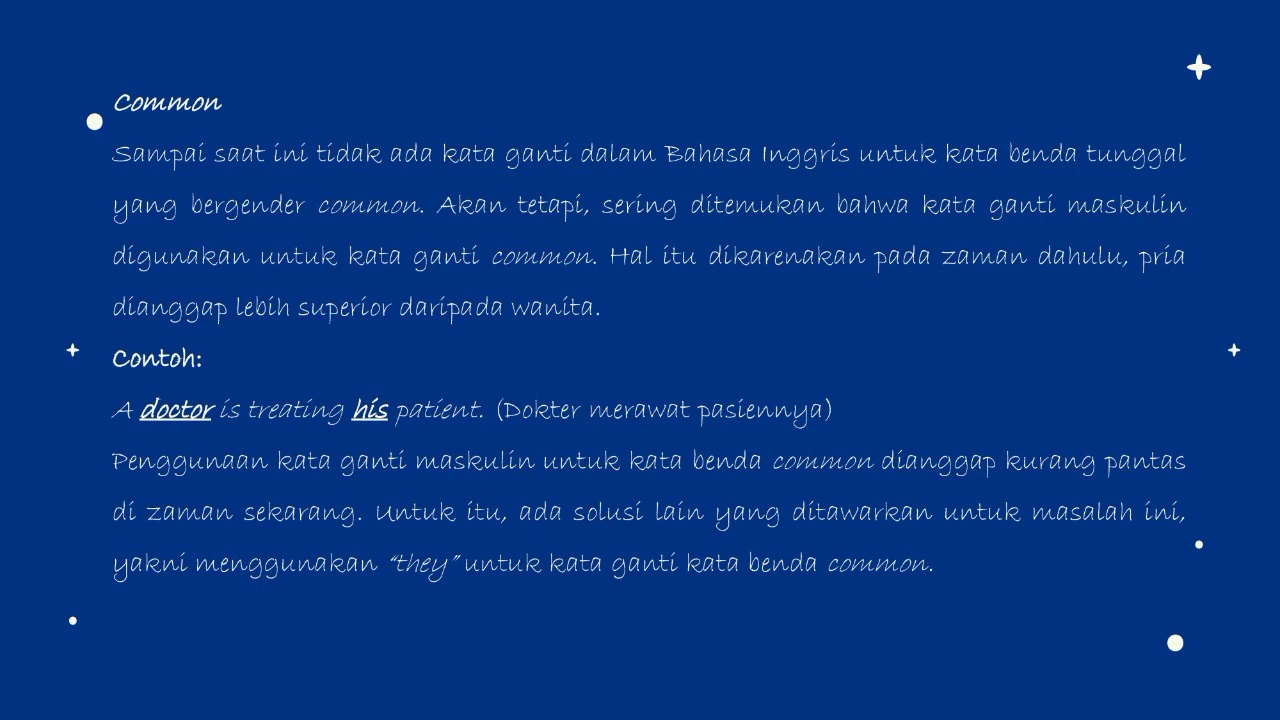 Common
Sampai saat ini tidak ada kata ganti dalam Bahasa Inggris untuk kata benda tunggal
yang bergender common. Akan tetapi, sering ditemukan bahwa kata ganti maskulin
digunakan untuk kata ganti common. Hal itu dikarenakan pada zaman dahulu, pria
dianggap lebih superior daripada wanita.
Contoh:
A doctor is treating his patient. (Dokter merawat pasiennya)
Penggunaan kata ganti maskulin untuk kata benda common dianggap kurang pantas
di zaman sekarang. Untuk itu, ada solusi lain yang ditawarkan untuk masalah ini,
yakni menggunakan “they” untuk kata ganti kata benda common.